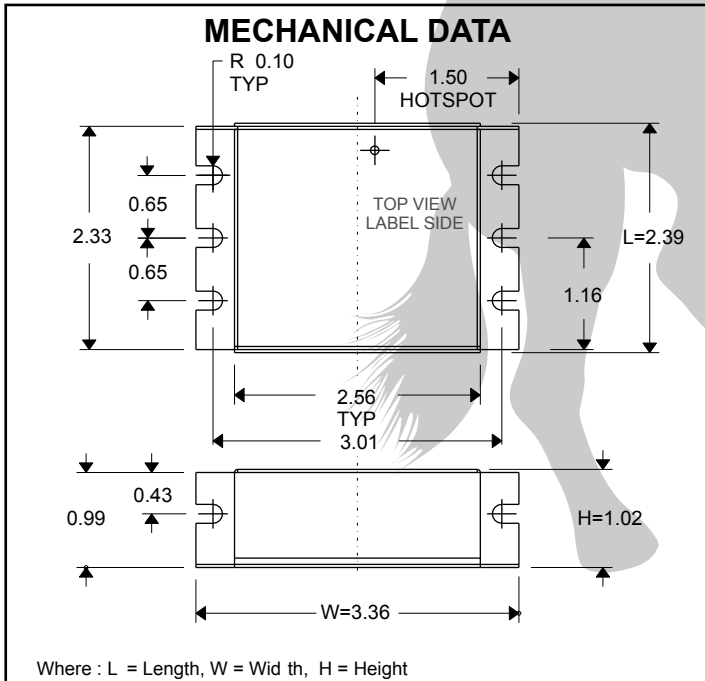 MECHANICAL DATA
R 0.10
TYP
1.50
HOTSPOT
0.65
TOP VIEW
LABEL SIDE
2.33
L=2.39
0.65
1.16
2.56
TYP
3.01
0.43
0.99
H=1.02
W=3.36
Where : L = Length, W = Wid th, H = Height